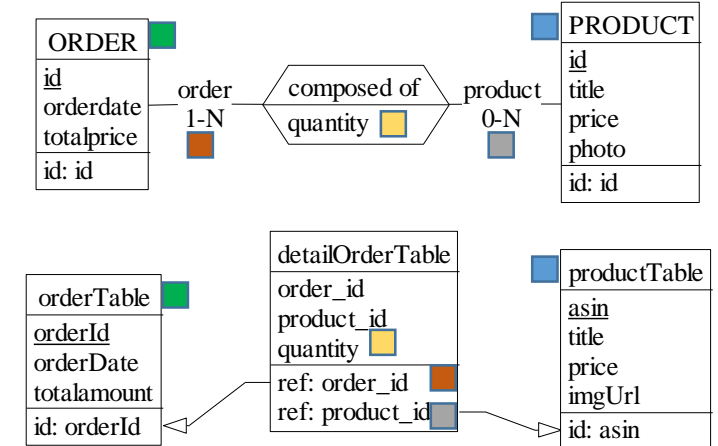 ORDER
id
orderdate
totalprice
id: id
order
1-N
composed of
quantity
product
0-N
PRODUCT
id
title
price
photo
id: id
orderTable
orderId
orderDate
totalamount
id: orderId
detailOrderTable
order_id
product_id
quantity
ref: order_id
ref: product_id
productTable
asin
title
price
imgUrl
id: asin